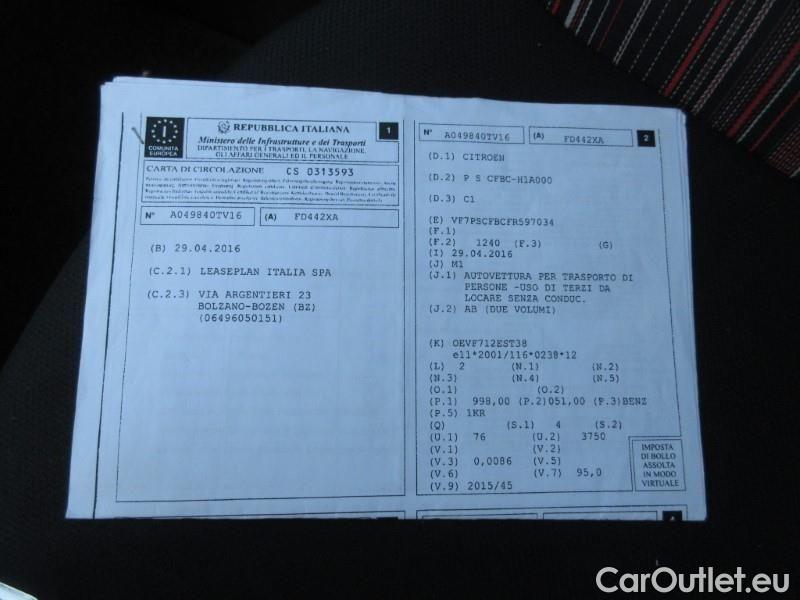 I
COMUNITÀ
EUROPEA
REPUBBLICA ITALIANA
1
Ministero delle Infrastrutture e dei Trasporti
DIPARTIMENTO PER I TRASPORTI, LA NAVIGAZIONE,
GLI AFFARI GENERALI ED IL PERSONALE
CARTA DI CIRCOLAZIONE CS 0313593
N° A049840TV16 (A) FD442XA
(B) 29.04.2016
(C.2.1) LEASEPLAN ITALIA SPA
(C.2.3) VIA ARGENTIERI 23
BOLZANO-BOZEN (BZ)
(06496050151)
N° A049840TV16 (A) FD442XA 2
(D.1) CITROEN
(D.2) P S CFBC-H1A000
(D.3) C1
(E) VF7PSCFBCFR597034
(F.1)
(F.2) 1240 (F.3) (G)
(I) 29.04.2016
(J) M1
(J.1) AUTOVETTURA PER TRASPORTO DI
PERSONE -USO DI TERZI DA
LOCARE SENZA CONDUC.
(J.2) AB (DUE VOLUMI)
(K) OEVF712EST38
e11*2001/116*0238*12
(L) 2 (N.1) (N.2)
(N.3) (N.4) (N.5)
(O.1) (O.2)
(P.1) 998,00 (P.2)051,00 (P.3)BENZ
(P.5) 1KR
(Q) (S.1) 4 (S.2)
(U.1) 76 (U.2) 3750
(V.1) (V.2)
(V.3) 0,0086 (V.5)
(V.6) (V.7) 95,0
(V.9) 2015/45
IMPOSTA
DI BOLLO
ASSOLTA
IN MODO
VIRTUALE
4
CarOutlet.eu